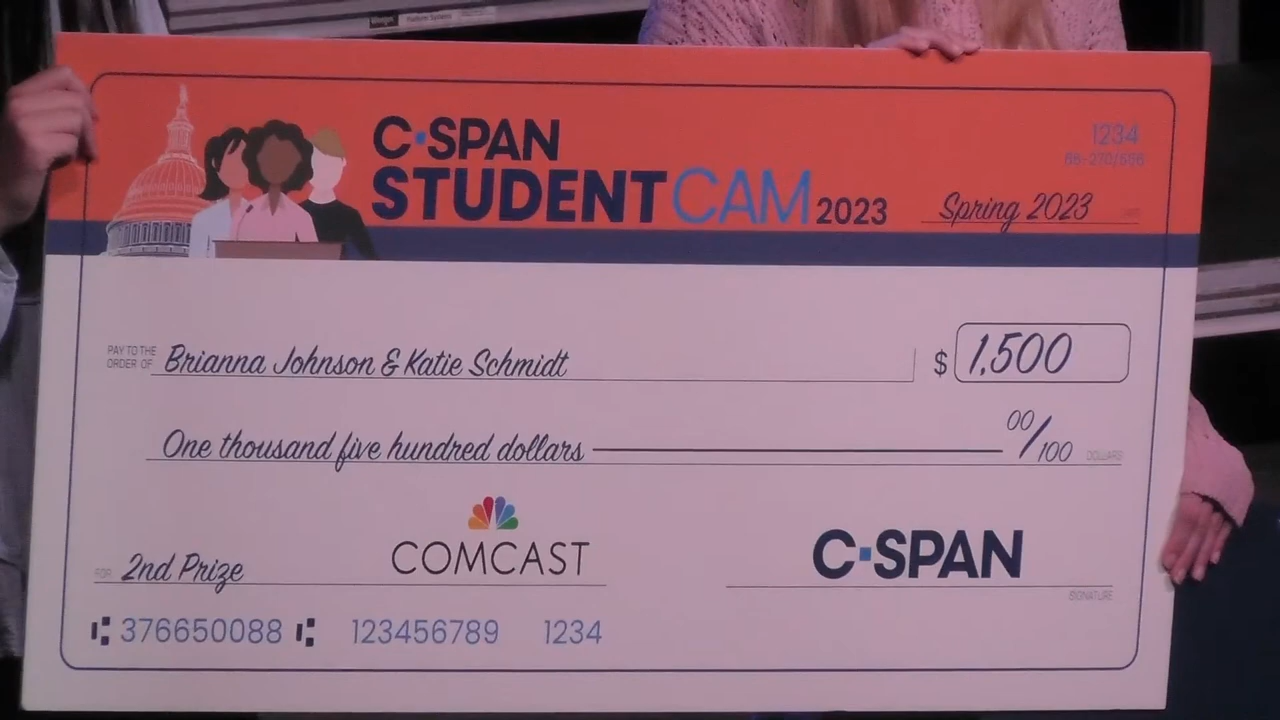 C·SPAN
STUDENTCAM 2023
1234
Spring 2023
PAY TO THE
ORDER OF
Brianna Johnson & Katie Schmidt
$ 1,500
One thousand five hundred dollars 00/100 DOLLARS
FOR 2nd Prize
COMCAST
C·SPAN
SIGNATURE
376650088 123456789 1234